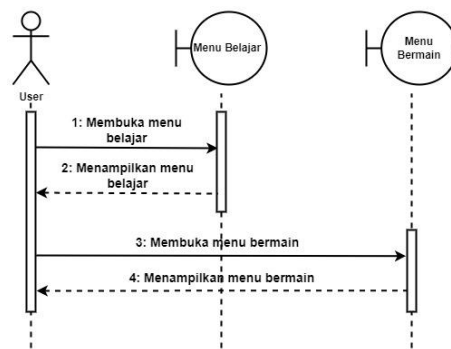 Menu Belajar
Menu
Bermain
User
1: Membuka menu
belajar
2: Menampilkan menu
belajar
3: Membuka menu bermain
4: Menampilkan menu bermain